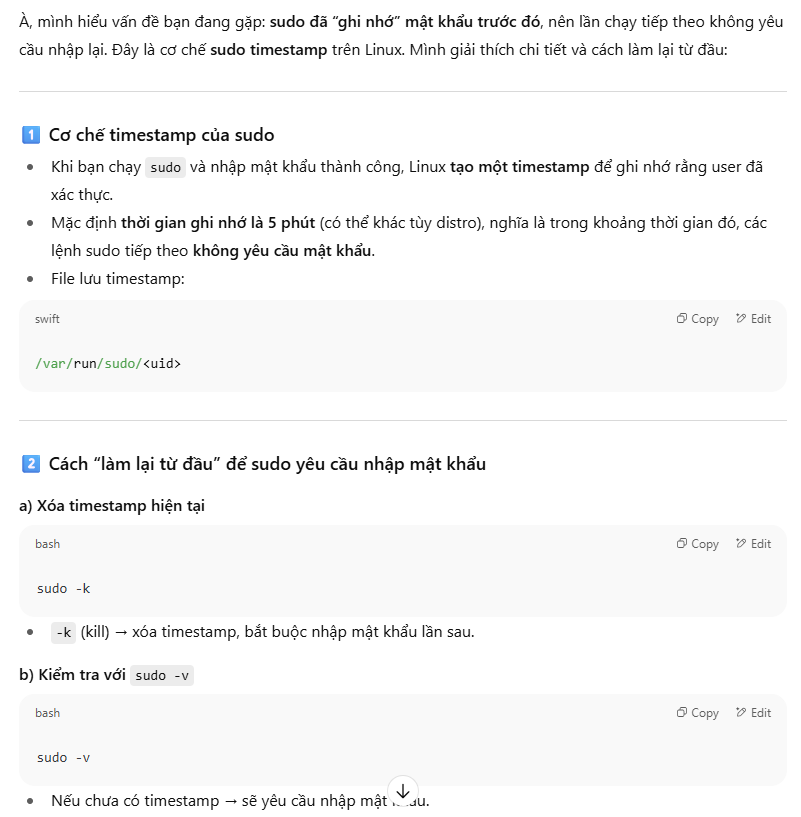 À, mình hiểu vấn đề bạn đang gặp: sudo đã “ghi nhớ” mật khẩu trước đó, nên lần chạy tiếp theo không yêu
cầu nhập lại. Đây là cơ chế sudo timestamp trên Linux. Mình giải thích chi tiết và cách làm lại từ đầu:
1 Cơ chế timestamp của sudo
• Khi bạn chạy sudo và nhập mật khẩu thành công, Linux tạo một timestamp để ghi nhớ rằng user đã
xác thực.
• Mặc định thời gian ghi nhớ là 5 phút (có thể khác tùy distro), nghĩa là trong khoảng thời gian đó, các
lệnh sudo tiếp theo không yêu cầu mật khẩu.
• File lưu timestamp:
swift Copy Edit
/var/run/sudo/<uid>
2 Cách “làm lại từ đầu” để sudo yêu cầu nhập mật khẩu
a) Xóa timestamp hiện tại
bash Copy Edit
sudo -k
• -k (kill) → xóa timestamp, bắt buộc nhập mật khẩu lần sau.
b) Kiểm tra với sudo -v
bash Copy Edit
sudo -v
• Nếu chưa có timestamp → sẽ yêu cầu nhập mật